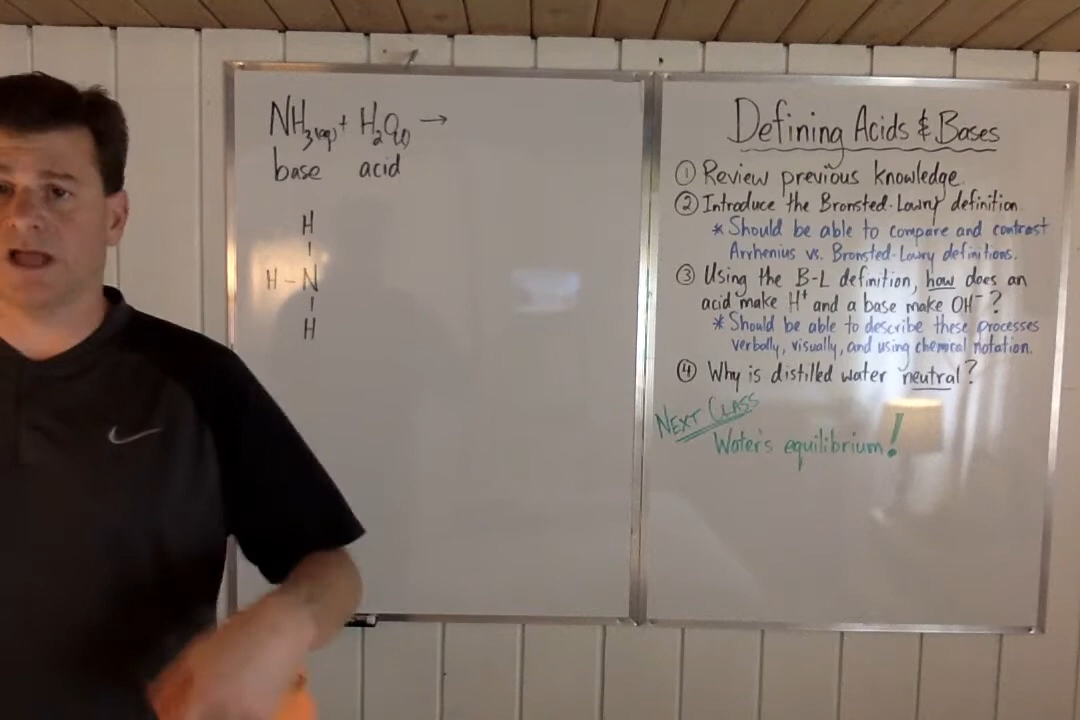 NH₃(aq) + H₂O(l) →
base acid
H
H - N
H
Defining Acids & Bases
① Review previous knowledge.
② Introduce the Bronsted-Lowry definition.
* Should be able to compare and contrast
Arrhenius vs. Bronsted-Lowry definitions.
③ Using the B-L definition, how does an
acid make H⁺ and a base make OH⁻?
* Should be able to describe these processes
verbally, visually, and using chemical notation.
④ Why is distilled water neutral?
NEXT CLASS
Water's equilibrium!